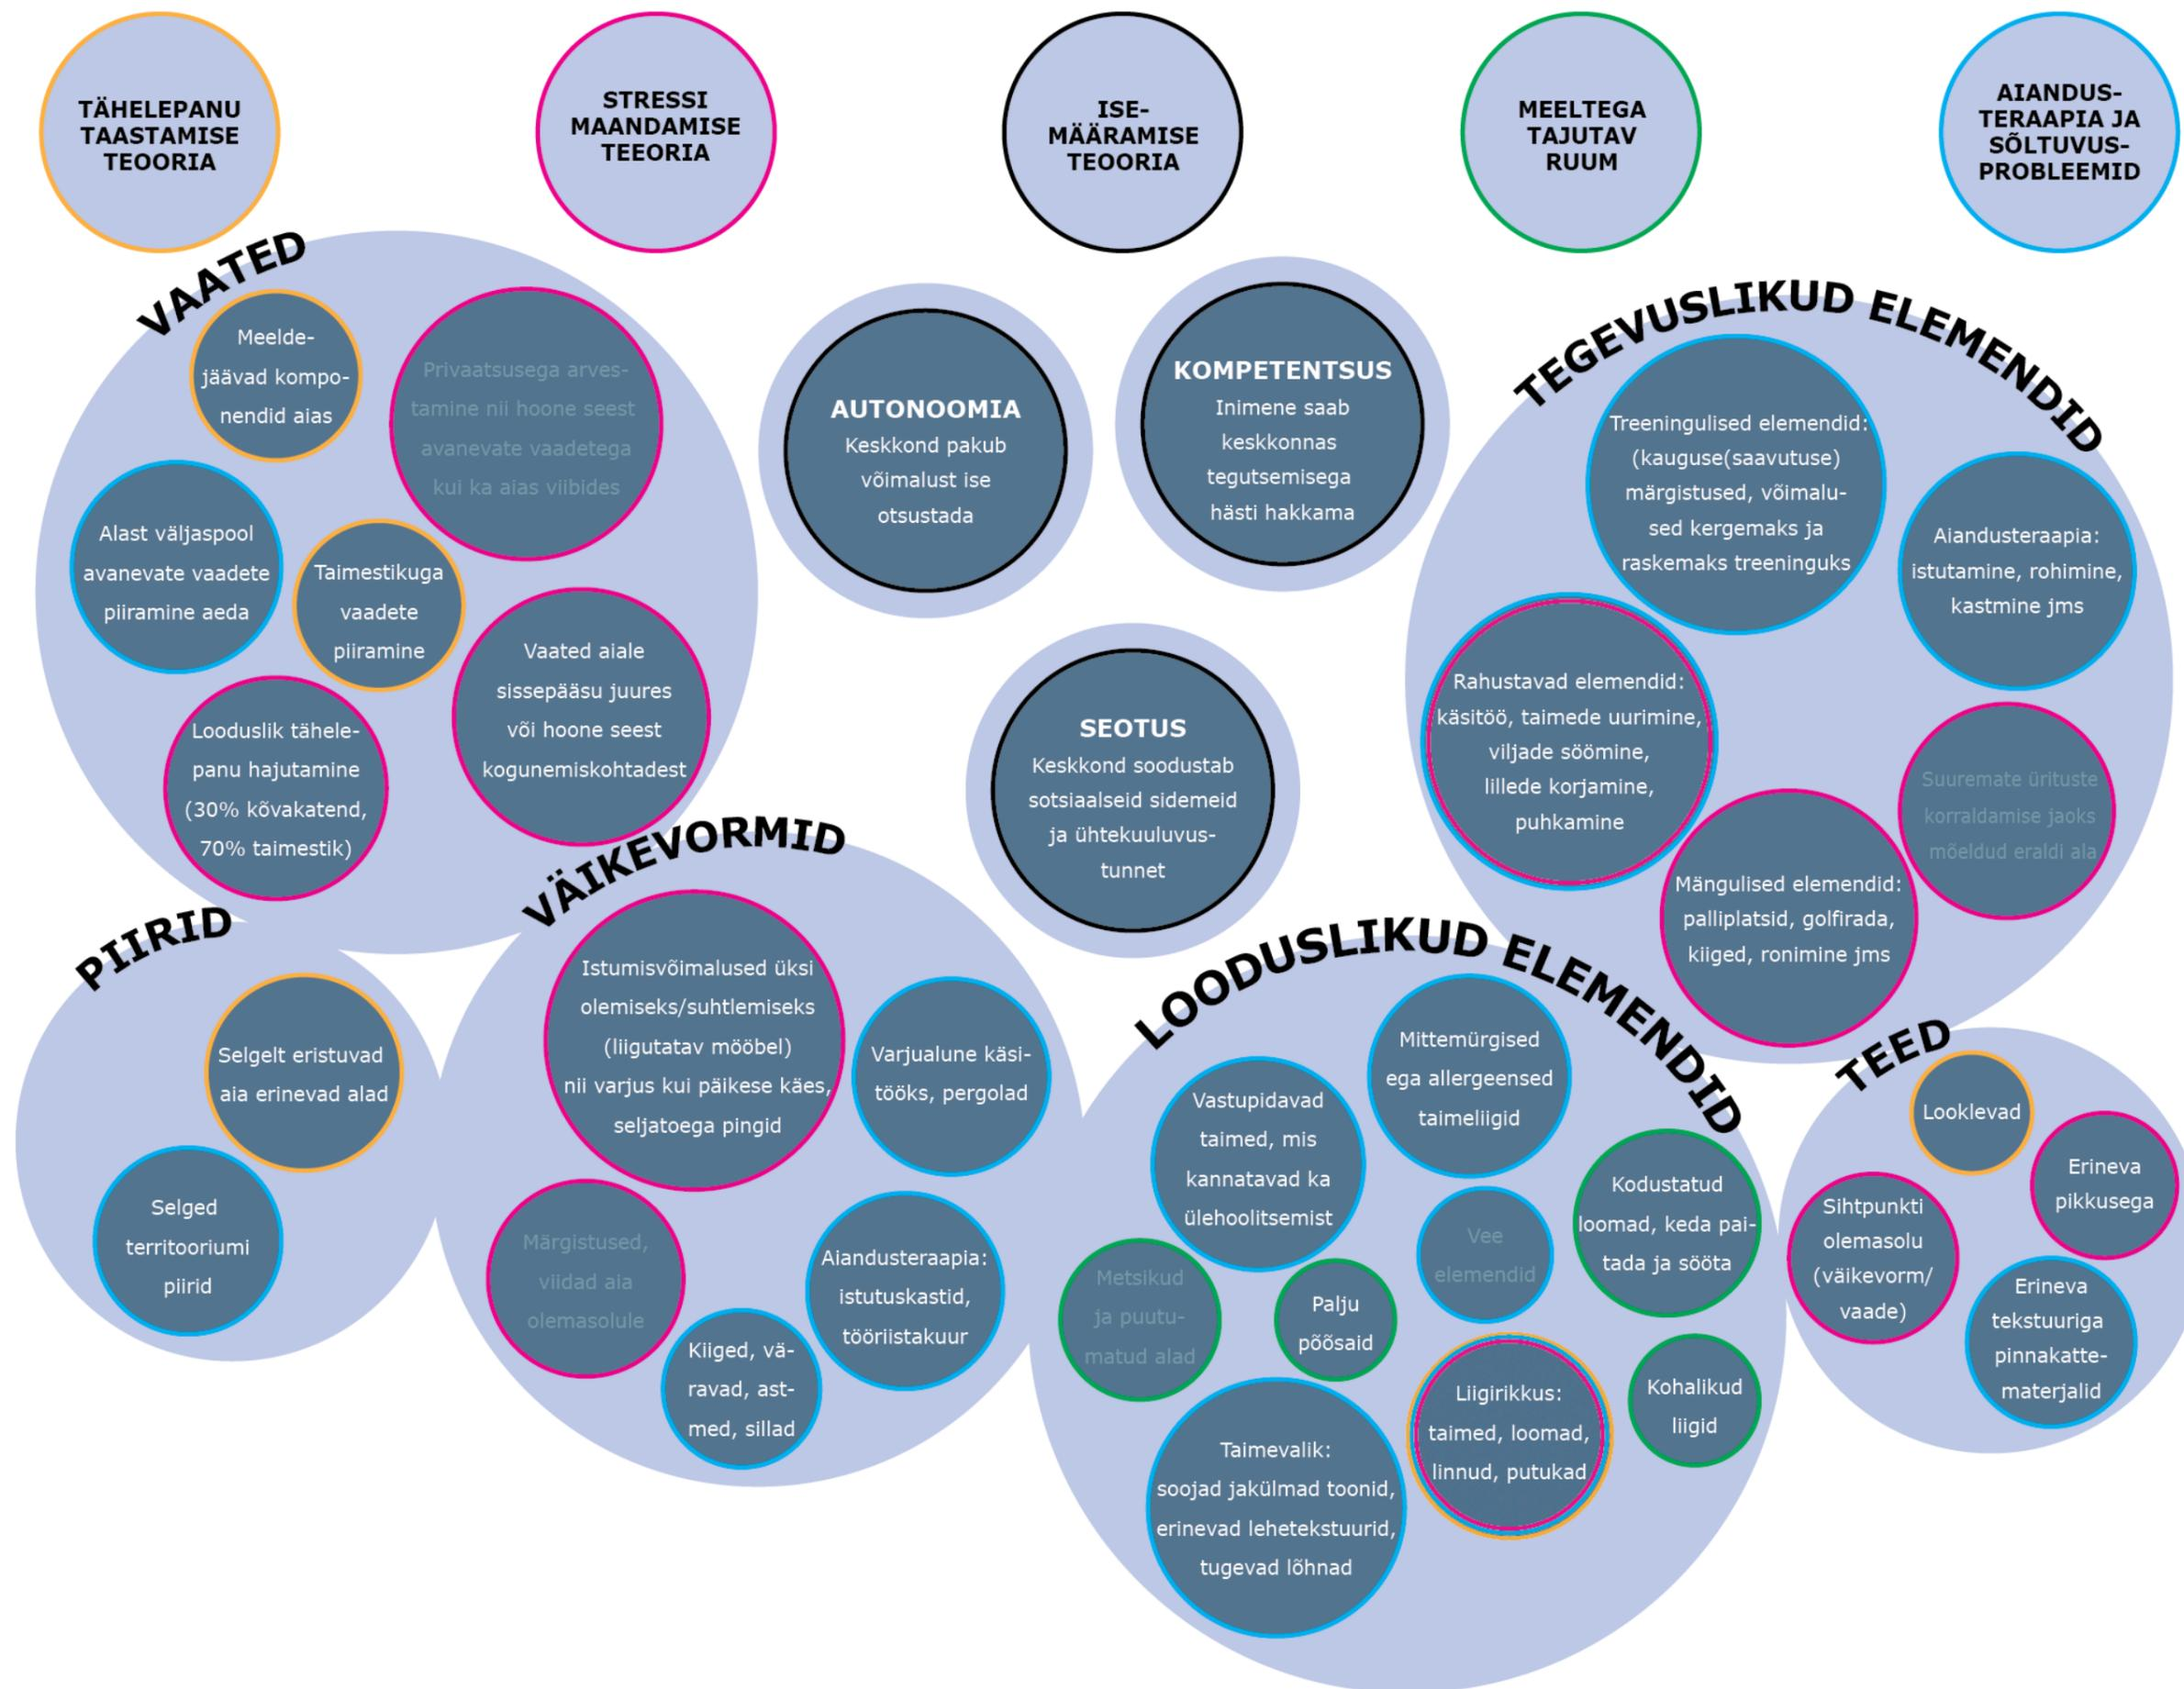 TÄHELEPANU
TAASTAMISE
TEOORIA
STRESSI
MAANDAMISE
TEEORIA
ISE-
MÄÄRAMISE
TEOORIA
MEELTEGA
TAJUTAV
RUUM
AIANDUS-
TERAAPIA JA
SÕLTUVUS-
PROBLEEMID
VAATED
Meelde-
jäävad kompo-
nendid aias
Privaatsusega arves-
tamine nii hoone seest
avanevate vaadetega
kui ka aias viibides
Alast väljaspool
avanevate vaadete
piiramine aeda
Taimestikuga
vaadete
piiramine
Vaated aiale
sissepääsu juures
või hoone seest
kogunemiskohtadest
Looduslik tähele-
panu hajutamine
(30% kõvakatend,
70% taimestik)
AUTONOOMIA
Keskkond pakub
võimalust ise
otsustada
KOMPETENTSUS
Inimene saab
keskkonnas
tegutsemisega
hästi hakkama
SEOTUS
Keskkond soodustab
sotsiaalseid sidemeid
ja ühtekuuluvus-
tunnet
TEGEVUSLIKUD ELEMENDID
Treeningulised elemendid:
(kauguse(saavutuse)
märgistused, võimalu-
sed kergemaks ja
raskemaks treeninguks
Aiandusteraapia:
istutamine, rohimine,
kastmine jms
Rahustavad elemendid:
käsitöö, taimede uurimine,
viljade söömine,
lillede korjamine,
puhkamine
Suuremate ürituste
korraldamise jaoks
mõeldud eraldi ala
Mängulised elemendid:
palliplatsid, golfirada,
kiiged, ronimine jms
PIIRID
Selgelt eristuvad
aia erinevad alad
Selged
territooriumi
piirid
VÄIKEVORMID
Istumisvõimalused üksi
olemiseks/suhtlemiseks
(liigutatav mööbel)
nii varjus kui päikese käes,
seljatoega pingid
Varjualune käsi-
tööks, pergolad
Märgistused,
viidad aia
olemasolule
Aiandusteraapia:
istutuskastid,
tööriistakuur
Kiiged, vä-
ravad, ast-
med, sillad
LOODUSLIKUD ELEMENDID
Mittemürgised
ega allergeensed
taimeliigid
Vastupidavad
taimed, mis
kannatavad ka
ülehoolitsemist
Kodustatud
loomad, keda pai-
tada ja sööta
Vee
elemendid
Metsikud
ja puutu-
matud alad
Palju
põõsaid
Liigirikkus:
taimed, loomad,
linnud, putukad
Kohalikud
liigid
Taimevalik:
soojad jakülmad toonid,
erinevad lehetekstuurid,
tugevad lõhnad
TEED
Looklevad
Erineva
pikkusega
Sihtpunkti
olemasolu
(väikevorm/
vaade)
Erineva
tekstuuriga
pinnakatte-
materjalid